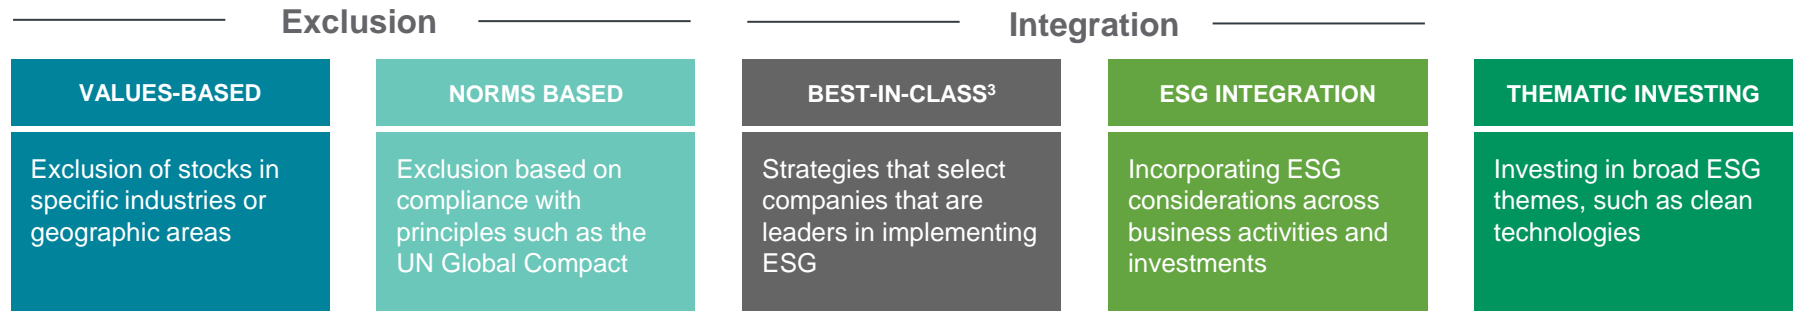 Exclusion
Integration
VALUES-BASED
Exclusion of stocks in
specific industries or
geographic areas
NORMS BASED
Exclusion based on
compliance with
principles such as the
UN Global Compact
BEST-IN-CLASS³
Strategies that select
companies that are
leaders in implementing
ESG
ESG INTEGRATION
Incorporating ESG
considerations across
business activities and
investments
THEMATIC INVESTING
Investing in broad ESG
themes, such as clean
technologies